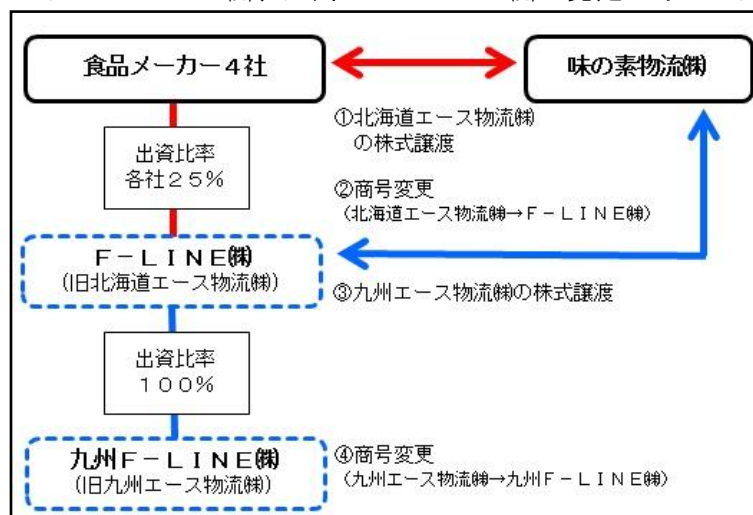 食品メーカー４社
味の素物流㈱
①北海道エース物流㈱
の株式譲渡
出資比率
各社２５％
②商号変更
（北海道エース物流㈱→Ｆ－ＬＩＮＥ㈱）
Ｆ－ＬＩＮＥ㈱
（旧北海道エース物流㈱）
③九州エース物流㈱の株式譲渡
出資比率
１００％
九州Ｆ－ＬＩＮＥ㈱
（旧九州エース物流㈱）
④商号変更
（九州エース物流㈱→九州Ｆ－ＬＩＮＥ㈱）